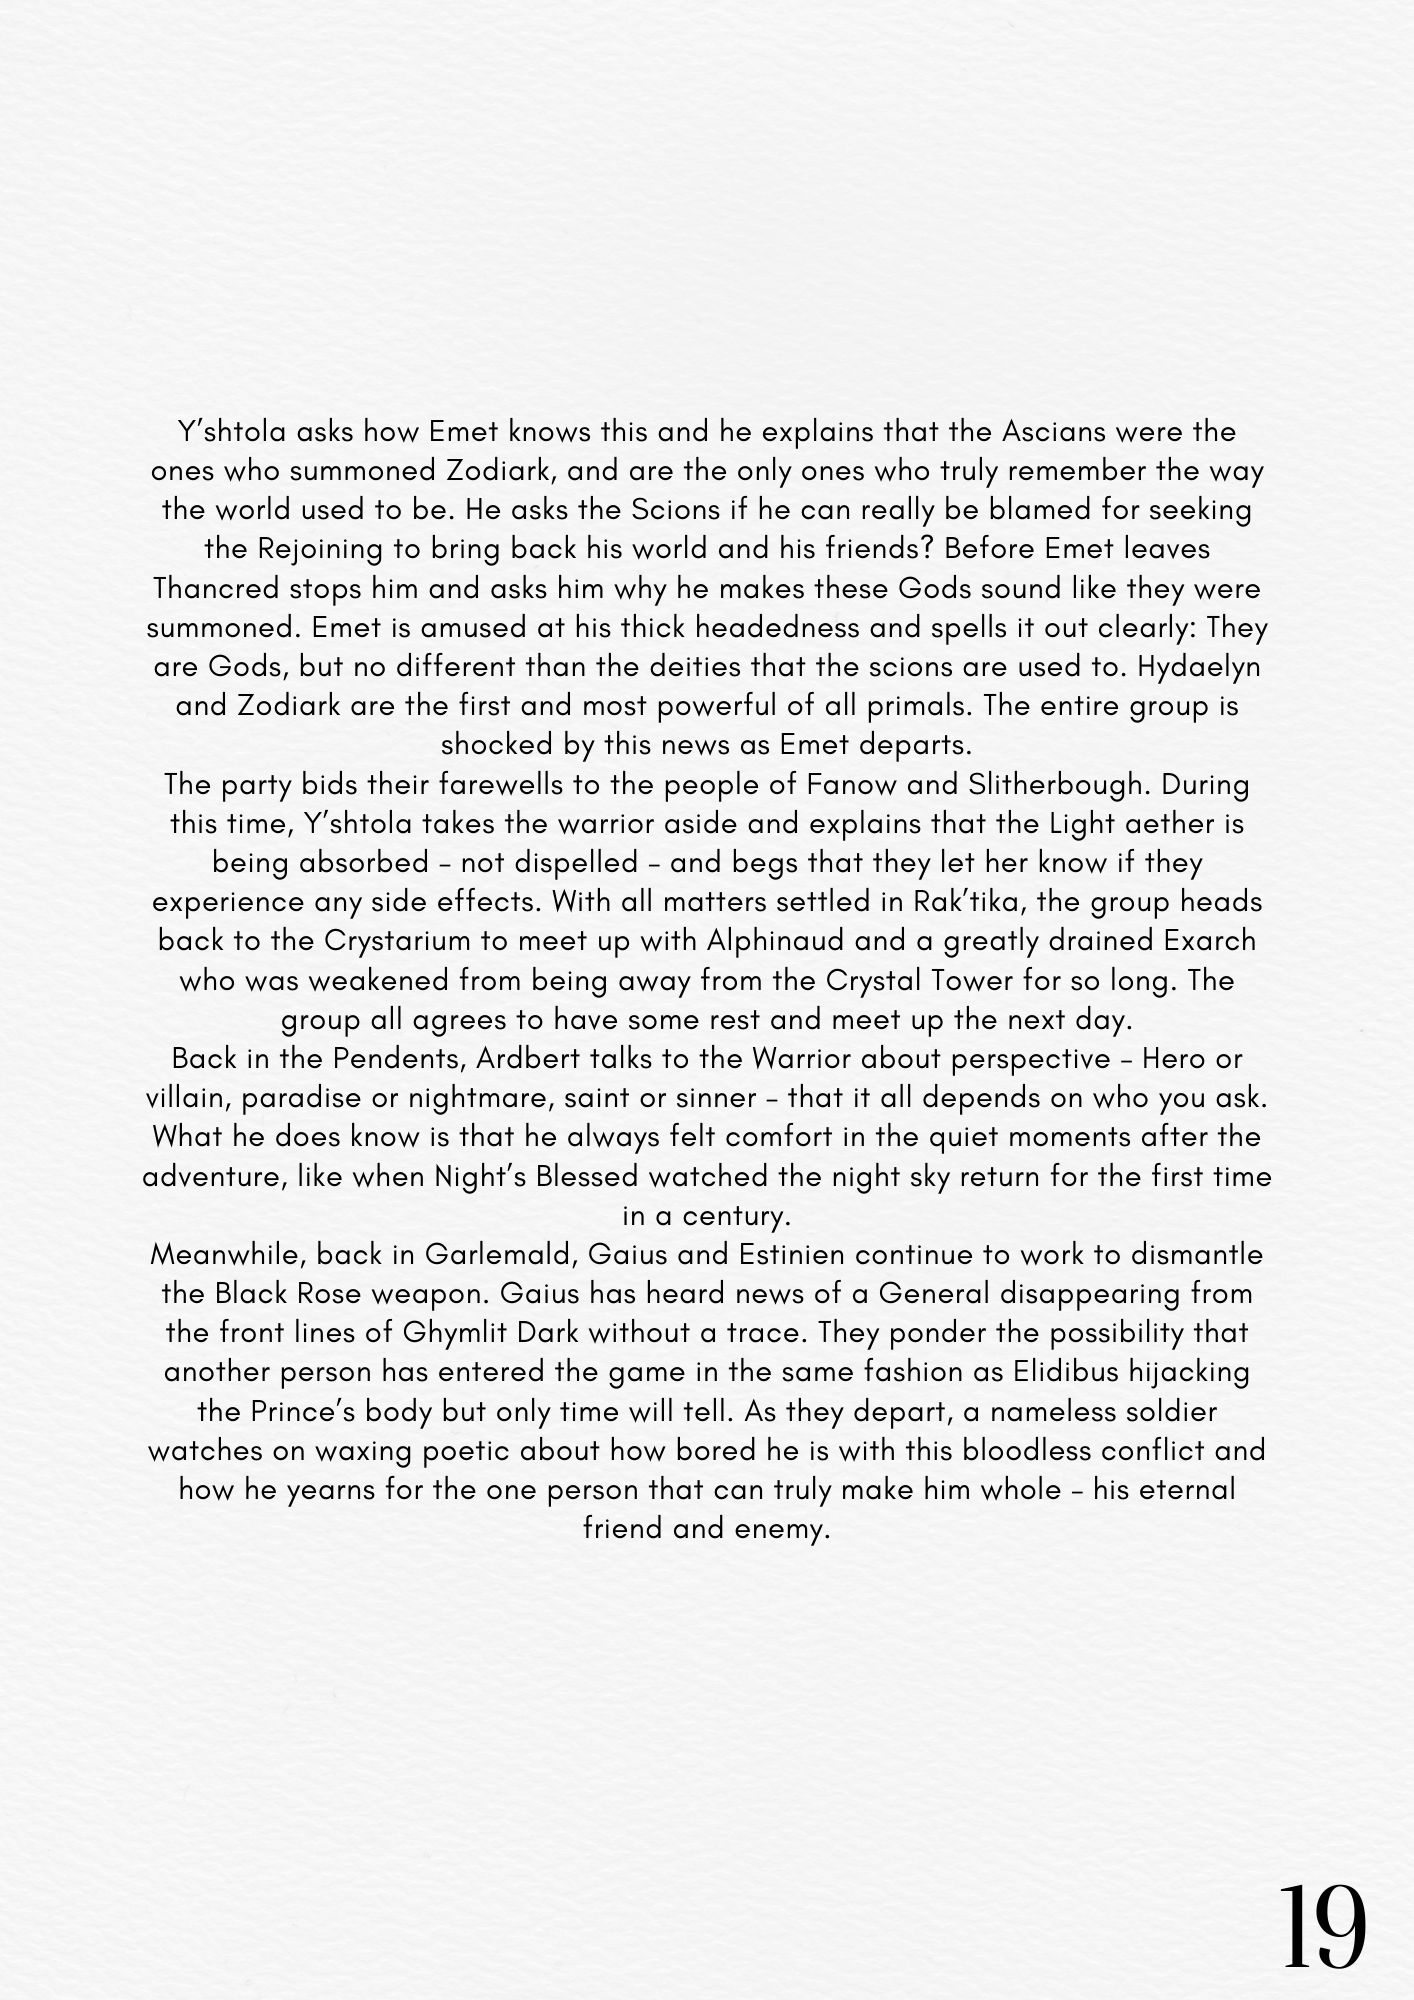 Y’shtola asks how Emet knows this and he explains that the Ascians were the
ones who summoned Zodiark, and are the only ones who truly remember the way
the world used to be. He asks the Scions if he can really be blamed for seeking
the Rejoining to bring back his world and his friends? Before Emet leaves
Thancred stops him and asks him why he makes these Gods sound like they were
summoned. Emet is amused at his thick headedness and spells it out clearly: They
are Gods, but no different than the deities that the scions are used to. Hydaelyn
and Zodiark are the first and most powerful of all primals. The entire group is
shocked by this news as Emet departs.
The party bids their farewells to the people of Fanow and Slitherbough. During
this time, Y’shtola takes the warrior aside and explains that the Light aether is
being absorbed – not dispelled – and begs that they let her know if they
experience any side effects. With all matters settled in Rak’tika, the group heads
back to the Crystarium to meet up with Alphinaud and a greatly drained Exarch
who was weakened from being away from the Crystal Tower for so long. The
group all agrees to have some rest and meet up the next day.
Back in the Pendents, Ardbert talks to the Warrior about perspective – Hero or
villain, paradise or nightmare, saint or sinner – that it all depends on who you ask.
What he does know is that he always felt comfort in the quiet moments after the
adventure, like when Night’s Blessed watched the night sky return for the first time
in a century.
Meanwhile, back in Garlemald, Gaius and Estinien continue to work to dismantle
the Black Rose weapon. Gaius has heard news of a General disappearing from
the front lines of Ghymlit Dark without a trace. They ponder the possibility that
another person has entered the game in the same fashion as Elidibus hijacking
the Prince’s body but only time will tell. As they depart, a nameless soldier
watches on waxing poetic about how bored he is with this bloodless conflict and
how he yearns for the one person that can truly make him whole – his eternal
friend and enemy.
19